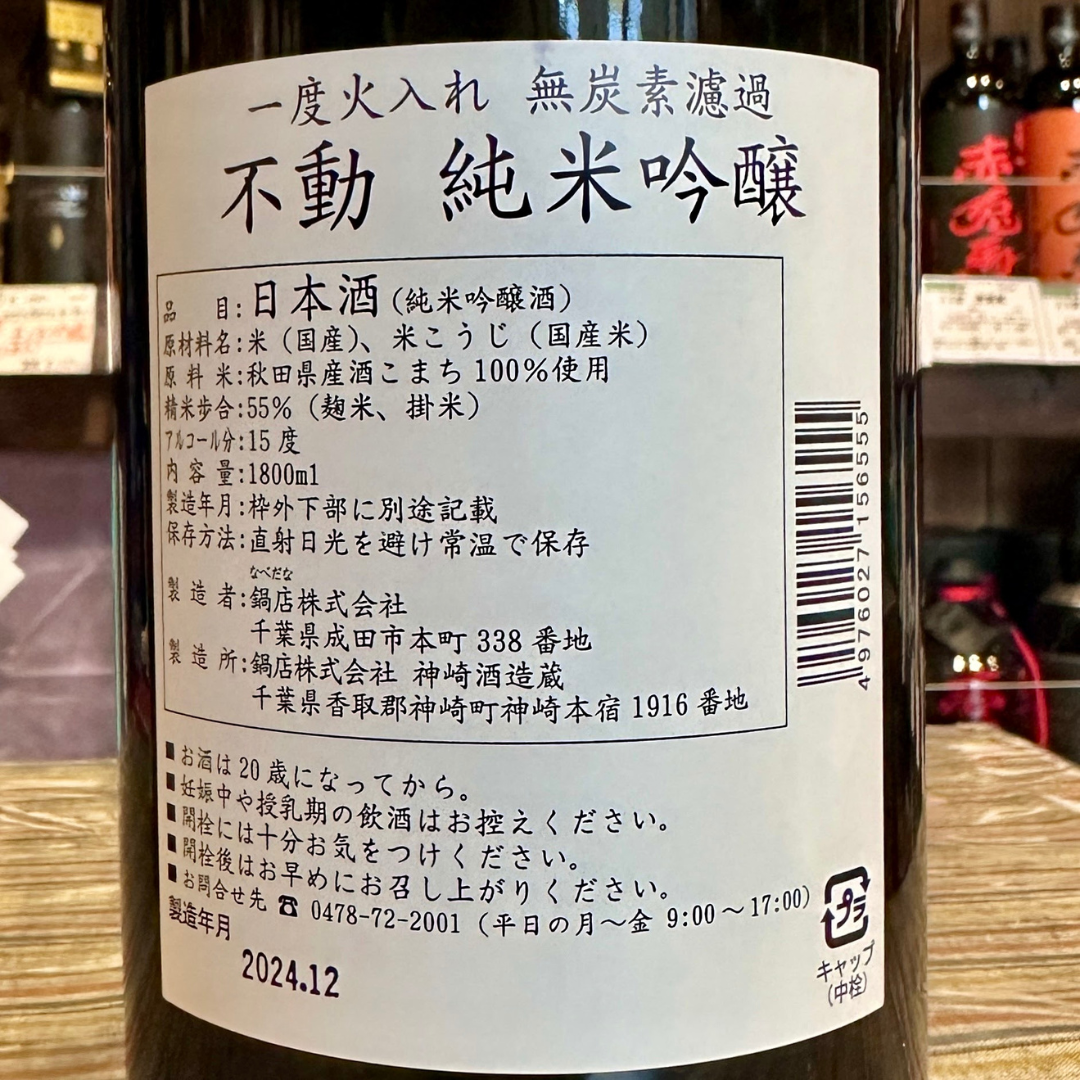 一度火入れ 無炭素濾過
不動 純米吟醸
品目:日本酒(純米吟醸酒)
原材料名:米(国産)、米こうじ(国産米)
原料米:秋田県産酒こまち100%使用
精米歩合:55%(麹米、掛米)
アルコール分:15度
内容量:1800ml
製造年月:枠外下部に別途記載
保存方法:直射日光を避け常温で保存
なべだな
製造者:鍋店株式会社
千葉県成田市本町338番地
製造所:鍋店株式会社 神崎酒造蔵
千葉県香取郡神崎町神崎本宿1916番地
■お酒は20歳になってから。
■妊娠中や授乳期の飲酒はお控えください。
■開栓には十分お気をつけください。
■開栓後はお早めにお召し上がりください。
■お問合せ先 ☎ 0478-72-2001(平日の月～金 9:00～17:00)
製造年月
2024.12
4976027156555
プラ
キャップ
(中栓)
赤兎馬